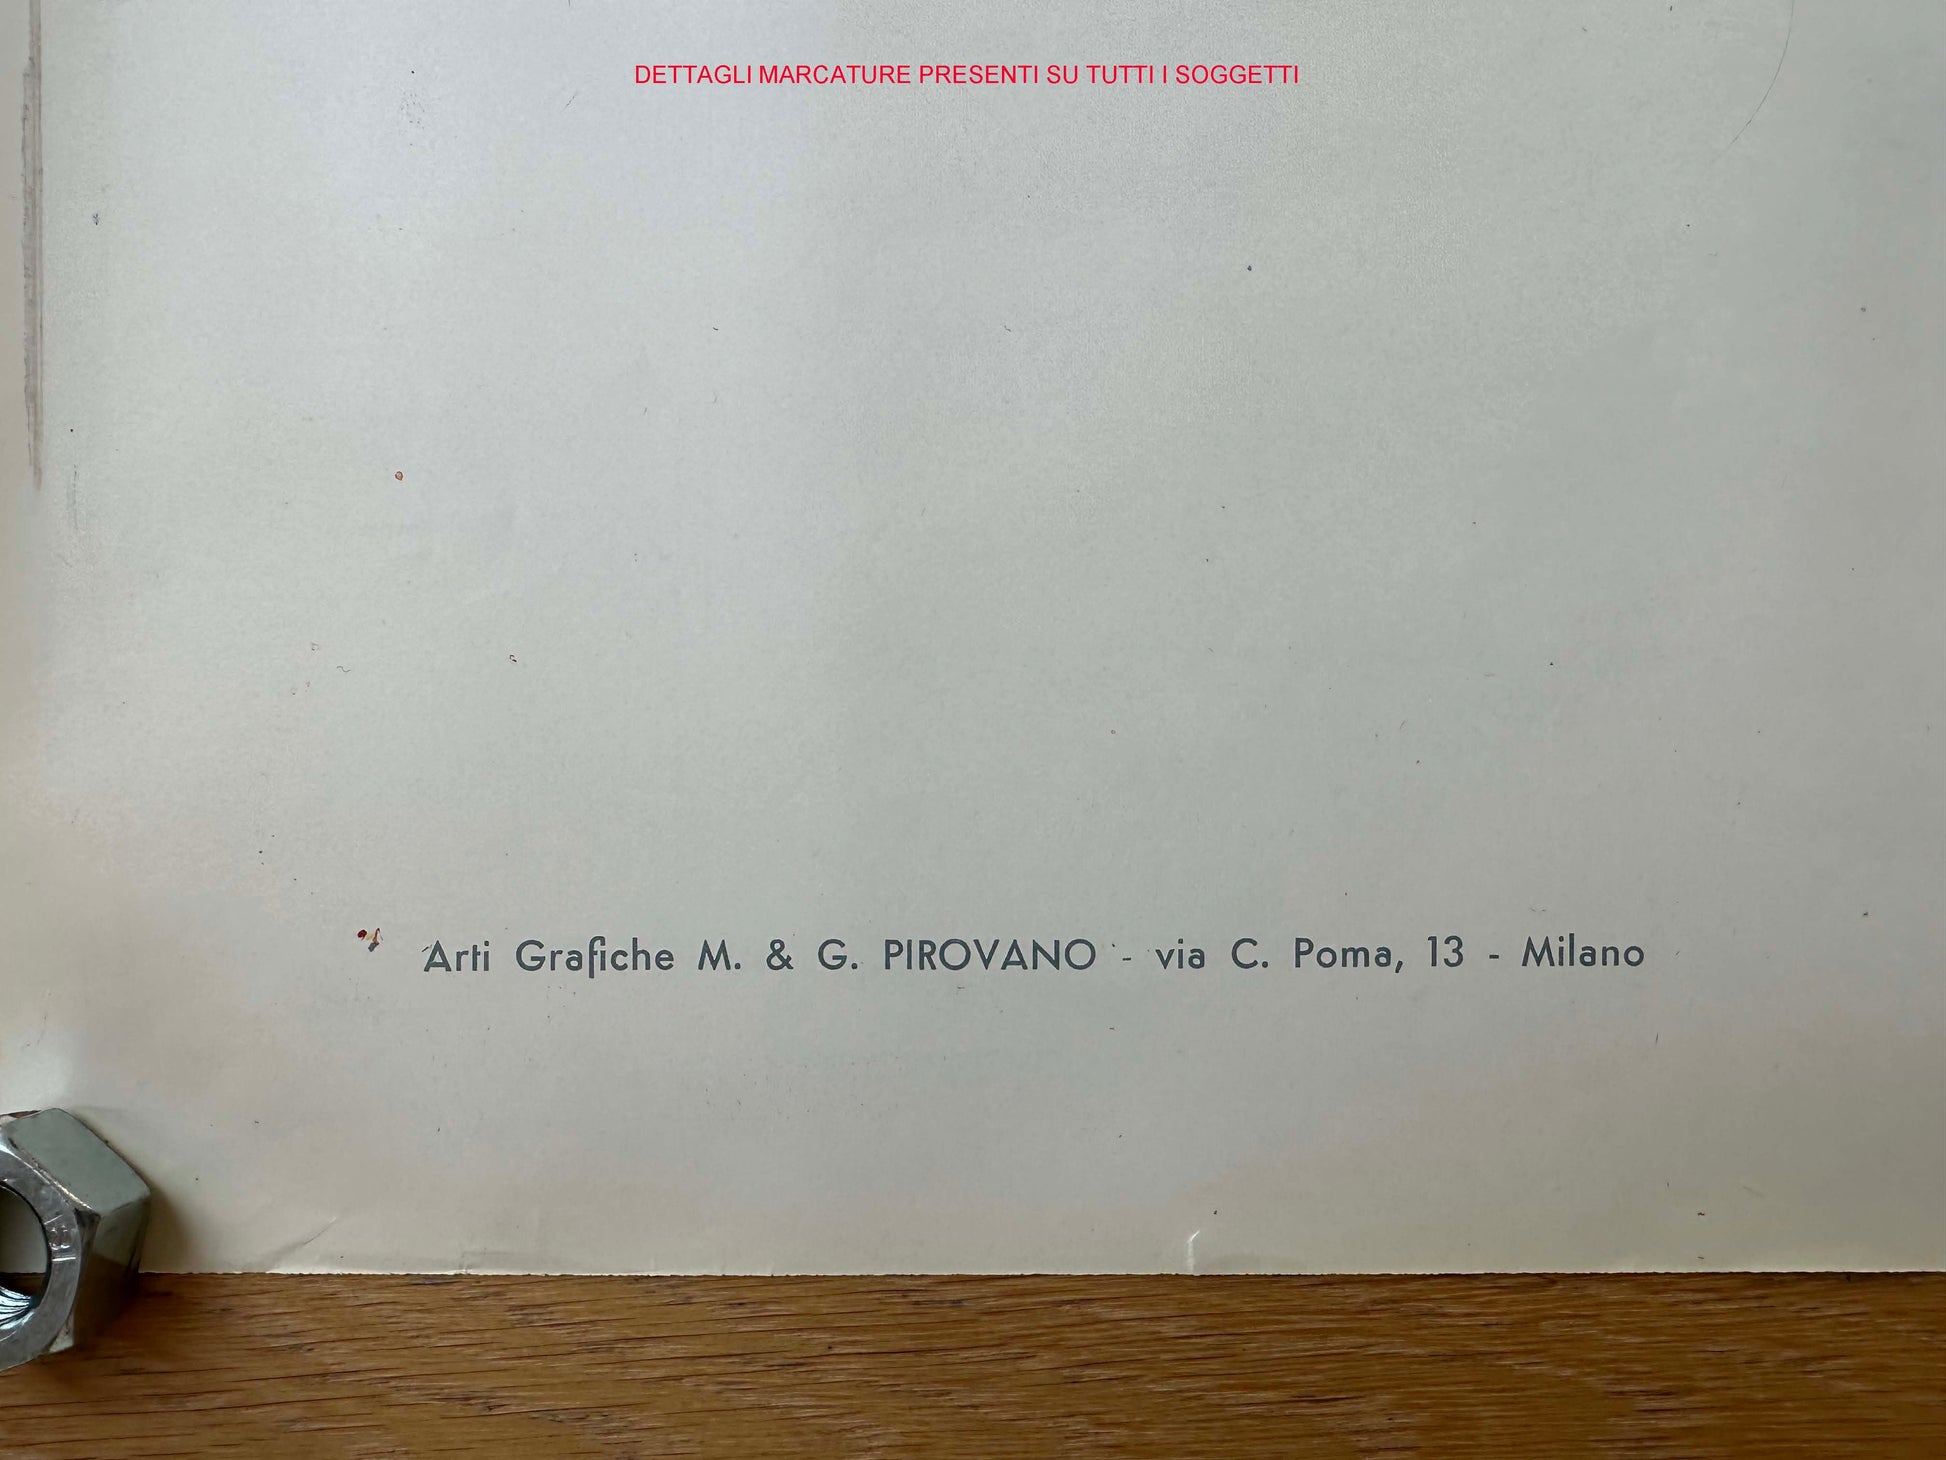 DETTAGLI MARCATURE PRESENTI SU TUTTI I SOGGETTI
Arti Grafiche M. & G. PIROVANO - via C. Poma, 13 - Milano